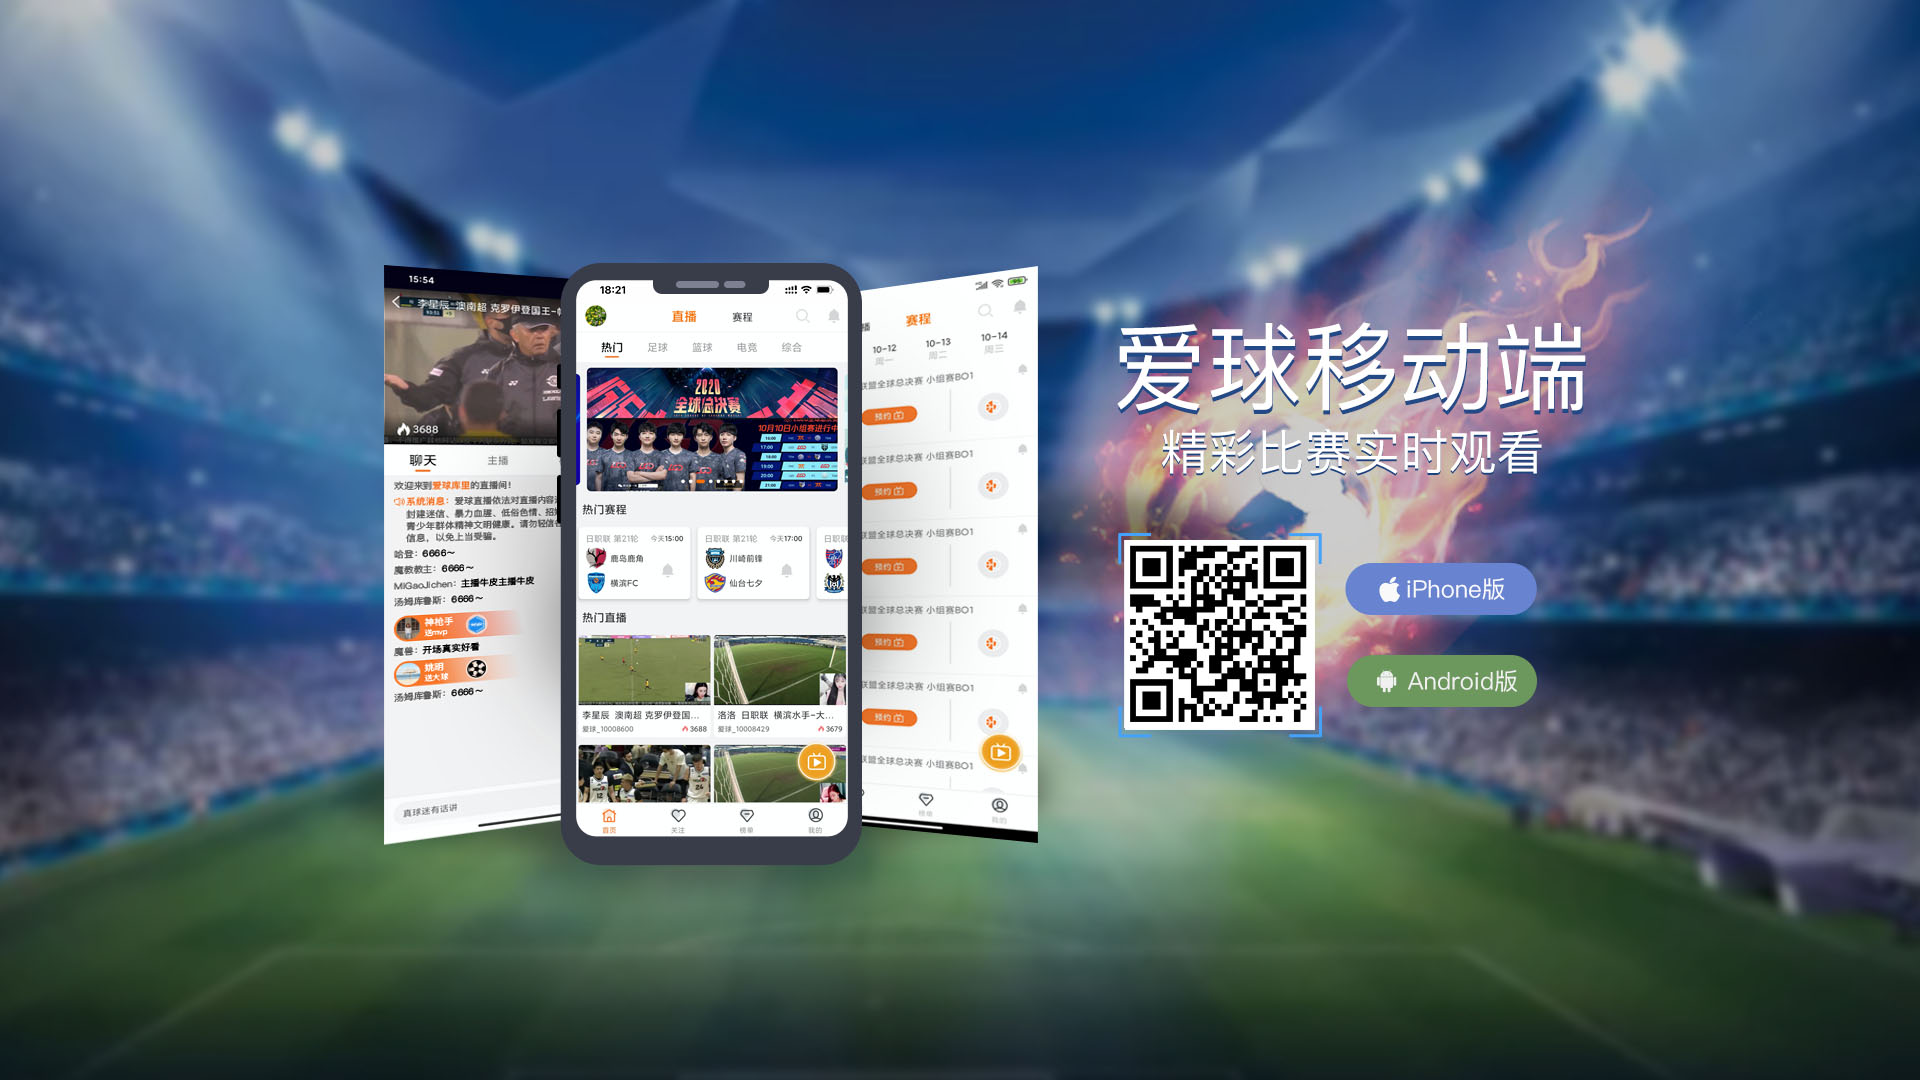 爱球移动端
精彩比赛实时观看
iPhone版
Android版
15:54
李星辰 澳南超 克罗伊登国王-帕
3688
聊天
主播
欢迎来到爱球库里的直播间!
系统消息: 爱球直播依法对直播内容
封建迷信、暴力血腥、低俗色情、招
青少年群体精神文明健康。请勿轻信
信息,以免上当受骗。
哈登: 6666~
魔教教主: 6666~
MiGaoJichen: 主播牛皮主播牛皮
汤姆库鲁斯: 6666~
神枪手
送mvp
魔兽: 开场真实好看
姚明
送大球
汤姆库鲁斯: 6666~
真球迷有话讲
18:21
直播 赛程
热门 足球 篮球 电竞 综合
2020
全球总决赛
10月10日小组赛进行中
热门赛程
日职联 第21轮 今天15:00
鹿岛鹿角
横滨FC
日职联 第21轮 今天17:00
川崎前锋
仙台七夕
日职联
热门直播
李星辰 澳南超 克罗伊登国...
爱球_10008600 3688
洛洛 日职联 横滨水手-大...
爱球_10008429 3679
首页 关注 榜单 我的
播 赛程
10-12 10-13 10-14
周一 周二 周三
联盟全球总决赛 小组赛BO1
预约
联盟全球总决赛 小组赛BO1
预约
联盟全球总决赛 小组赛BO1
预约
联盟全球总决赛 小组赛BO1
预约
联盟全球总决赛 小组赛BO1
预约
联盟全球总决赛 小组赛BO1
榜单 我的